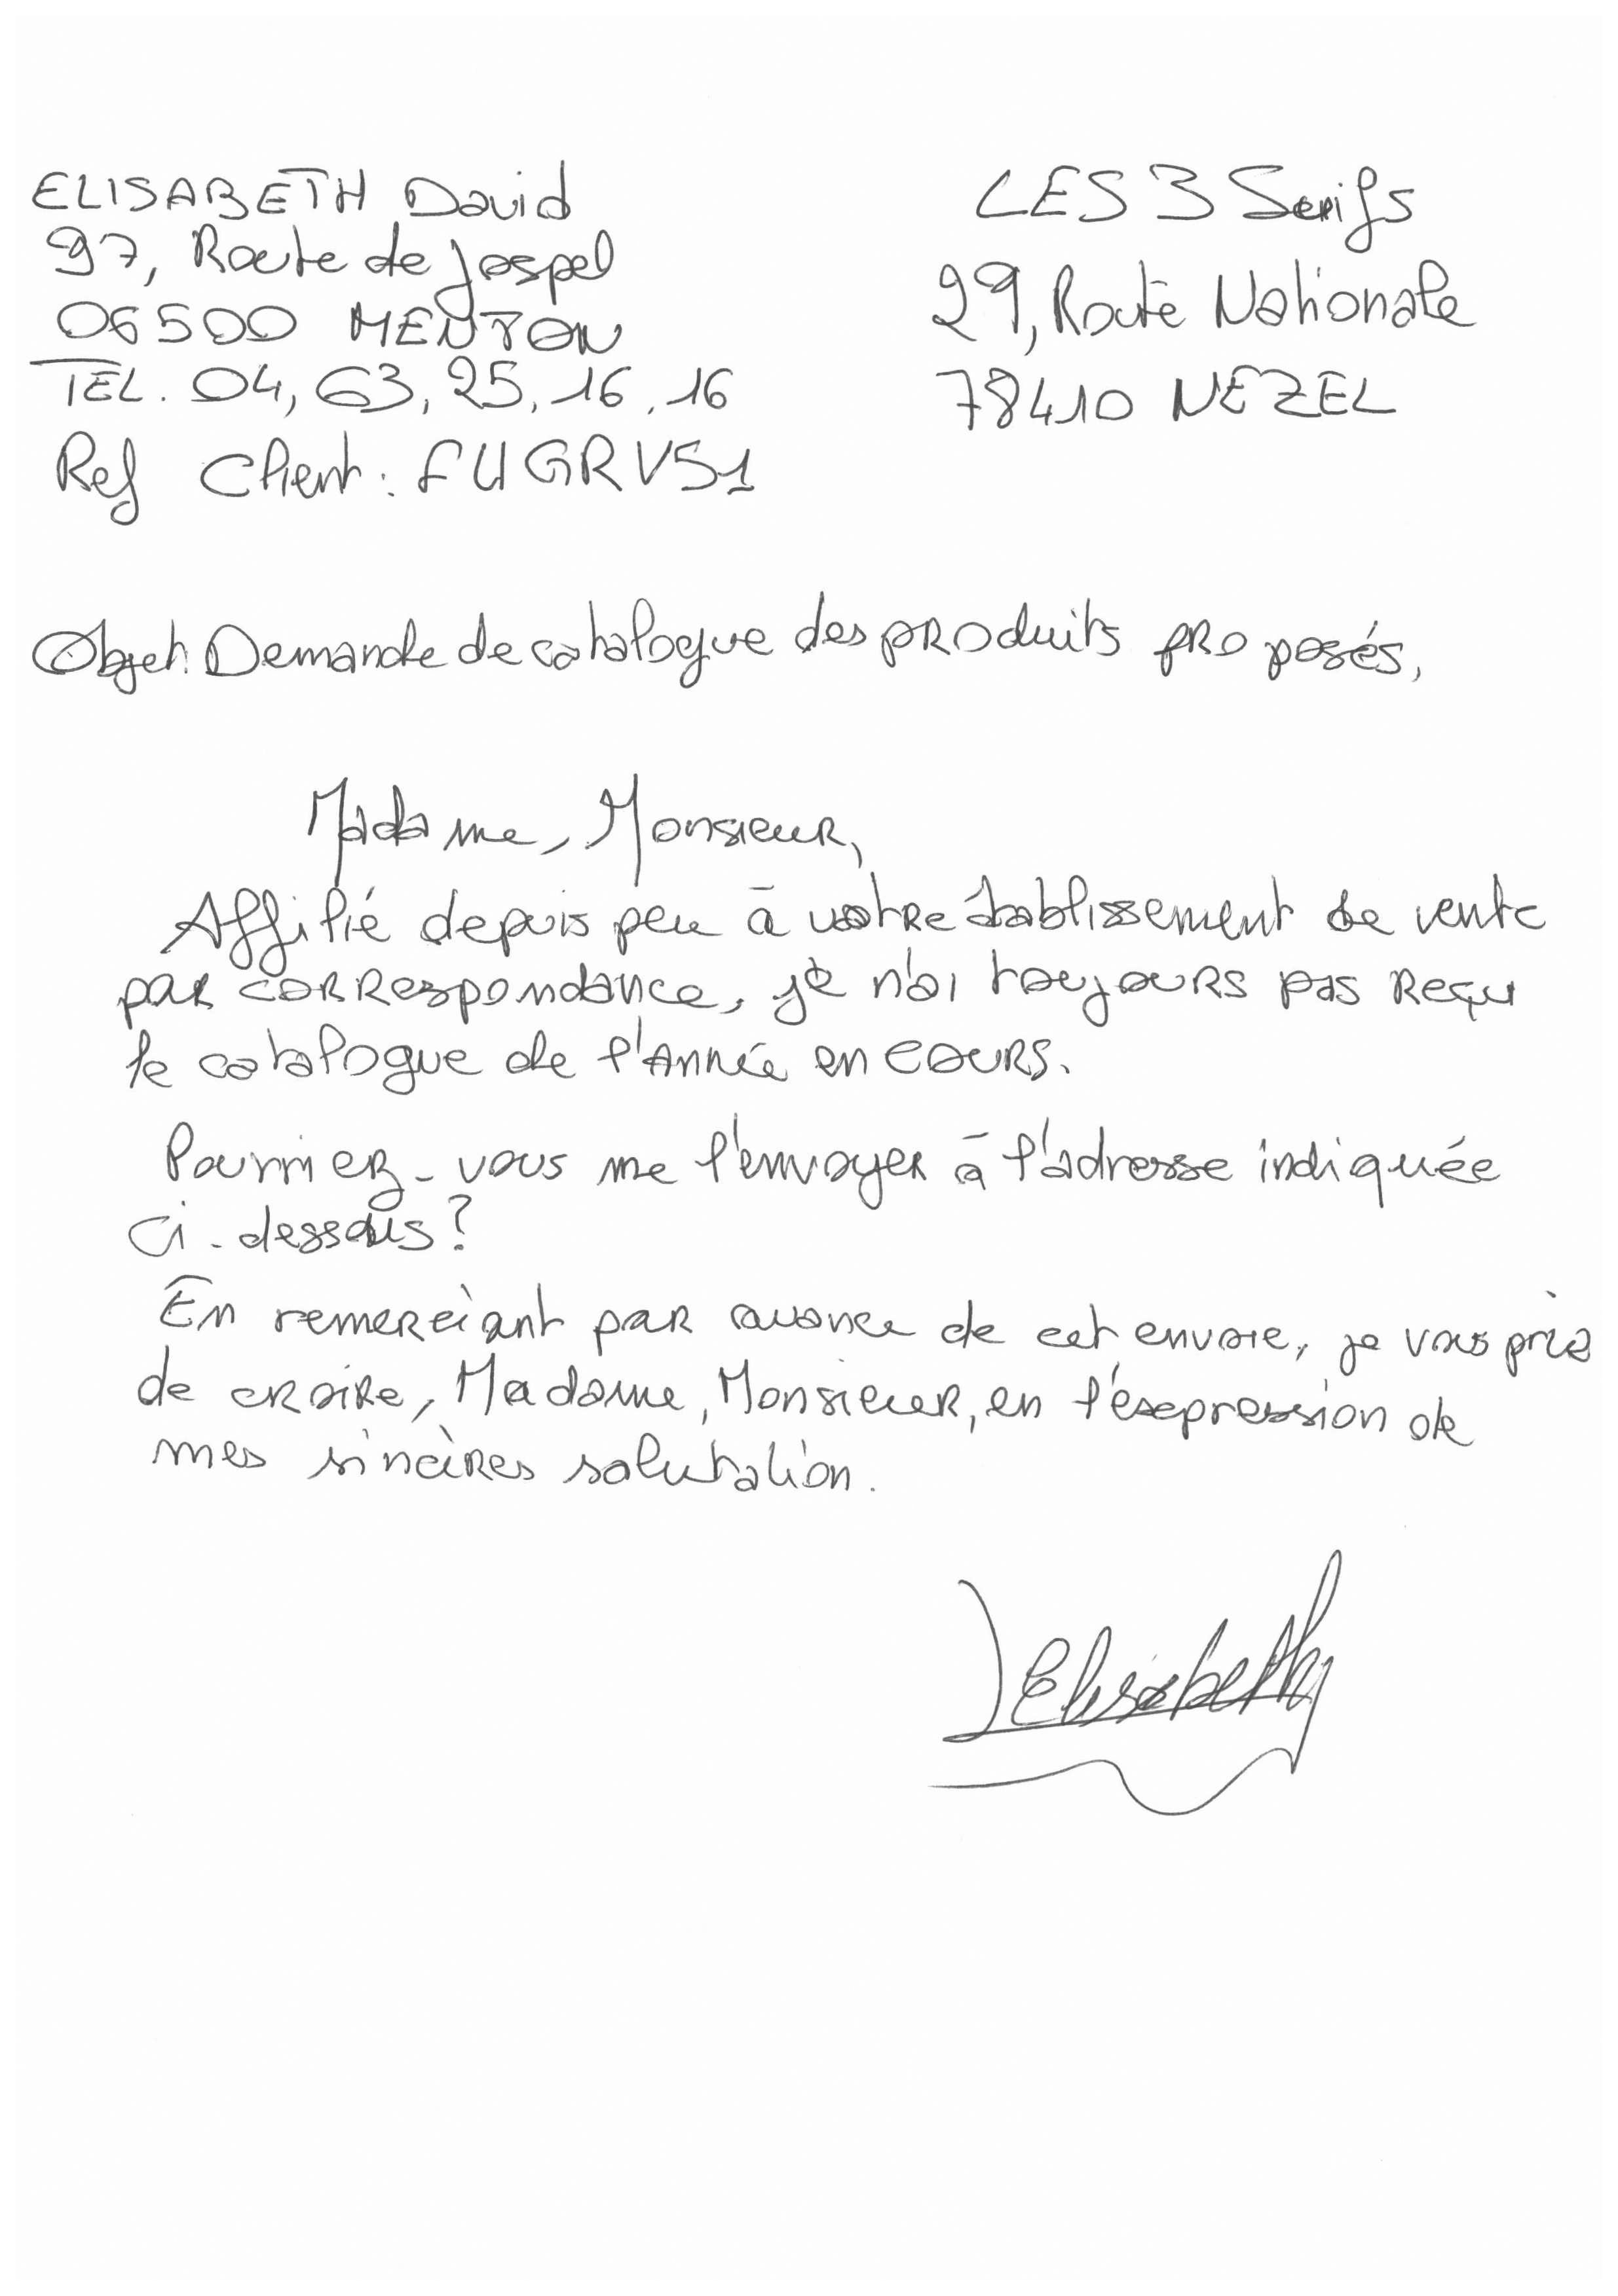 ELISABETH David
97, Route de Jospel
06500 MENTON
TEL. 04, 63, 25, 16, 16
Ref Client : FUGRV51
LES 3 Serifs
29, Route Nationale
78410 NEZEL
Objet: Demande de catalogue des produits proposés,
Madame, Monsieur,
Affilié depuis peu à votre établissement de vente
par correspondance, je n'ai toujours pas reçu
le catalogue de l'année en cours.
Pourriez-vous me l'envoyer à l'adresse indiquée
ci-dessous ?
En remerciant par avance de cet envoie, je vous prie
de croire, Madame, Monsieur, en l'expression de
mes sincères salutation.
Elisabeth